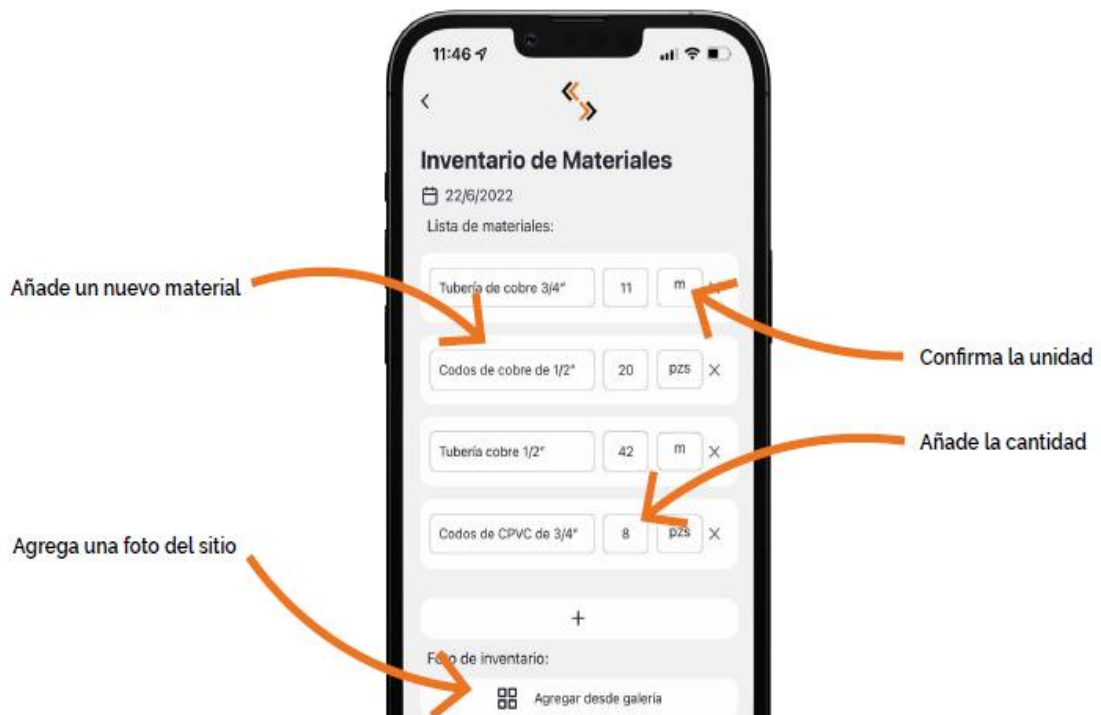 11:46
Inventario de Materiales
22/6/2022
Lista de materiales:
Añade un nuevo material
Tubería de cobre 3/4" 11 m
Confirma la unidad
Codos de cobre de 1/2" 20 pzs X
Añade la cantidad
Tubería cobre 1/2" 42 m X
Codos de CPVC de 3/4" 8 pzs X
Agrega una foto del sitio
+
Foto de inventario:
Agregar desde galería